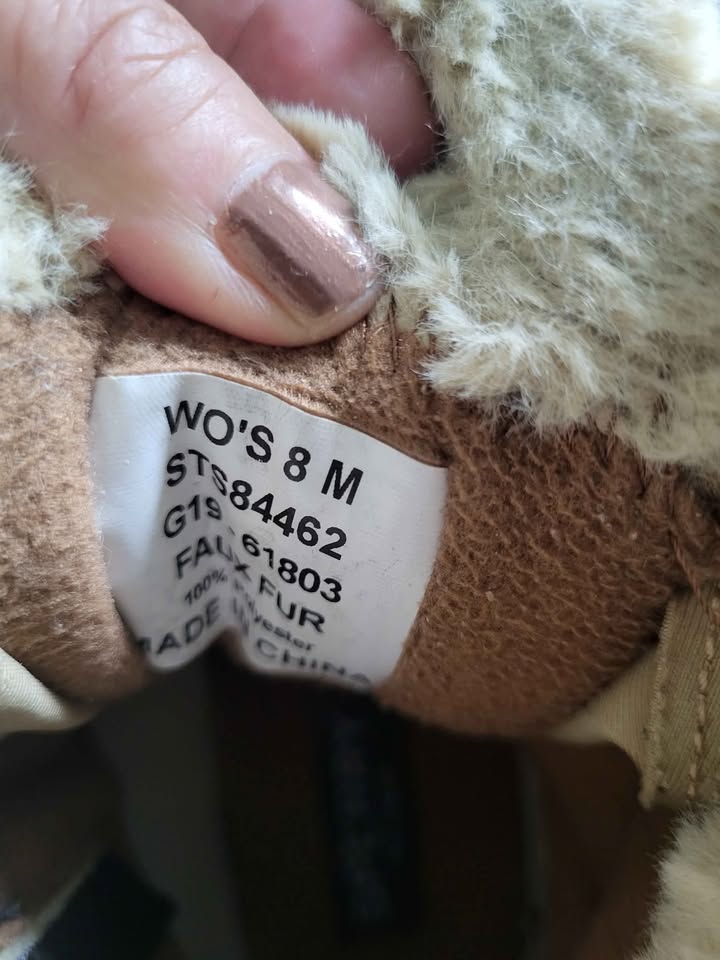 WO'S 8 M
STS84462
G19-61803
FAUX FUR
100% Polyester
MADE IN CHINA